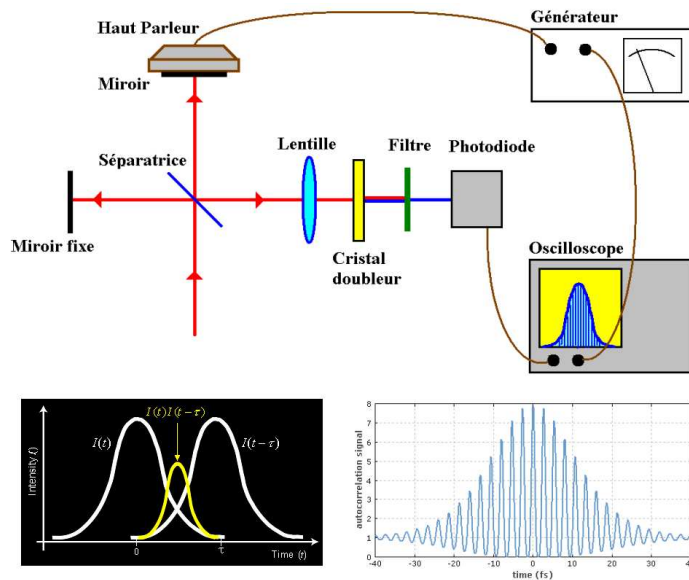 Haut Parleur
Générateur
Miroir
Séparatrice
Lentille
Filtre
Photodiode
Miroir fixe
Cristal
doubleur
Oscilloscope
I(t)I(t-τ)
I(t)
I(t-τ)
Intensity (t)
0
τ
Time (t)
autocorrelation signal
8
7
6
5
4
3
2
1
0
-40
-30
-20
-10
0
10
20
30
40
time (fs)